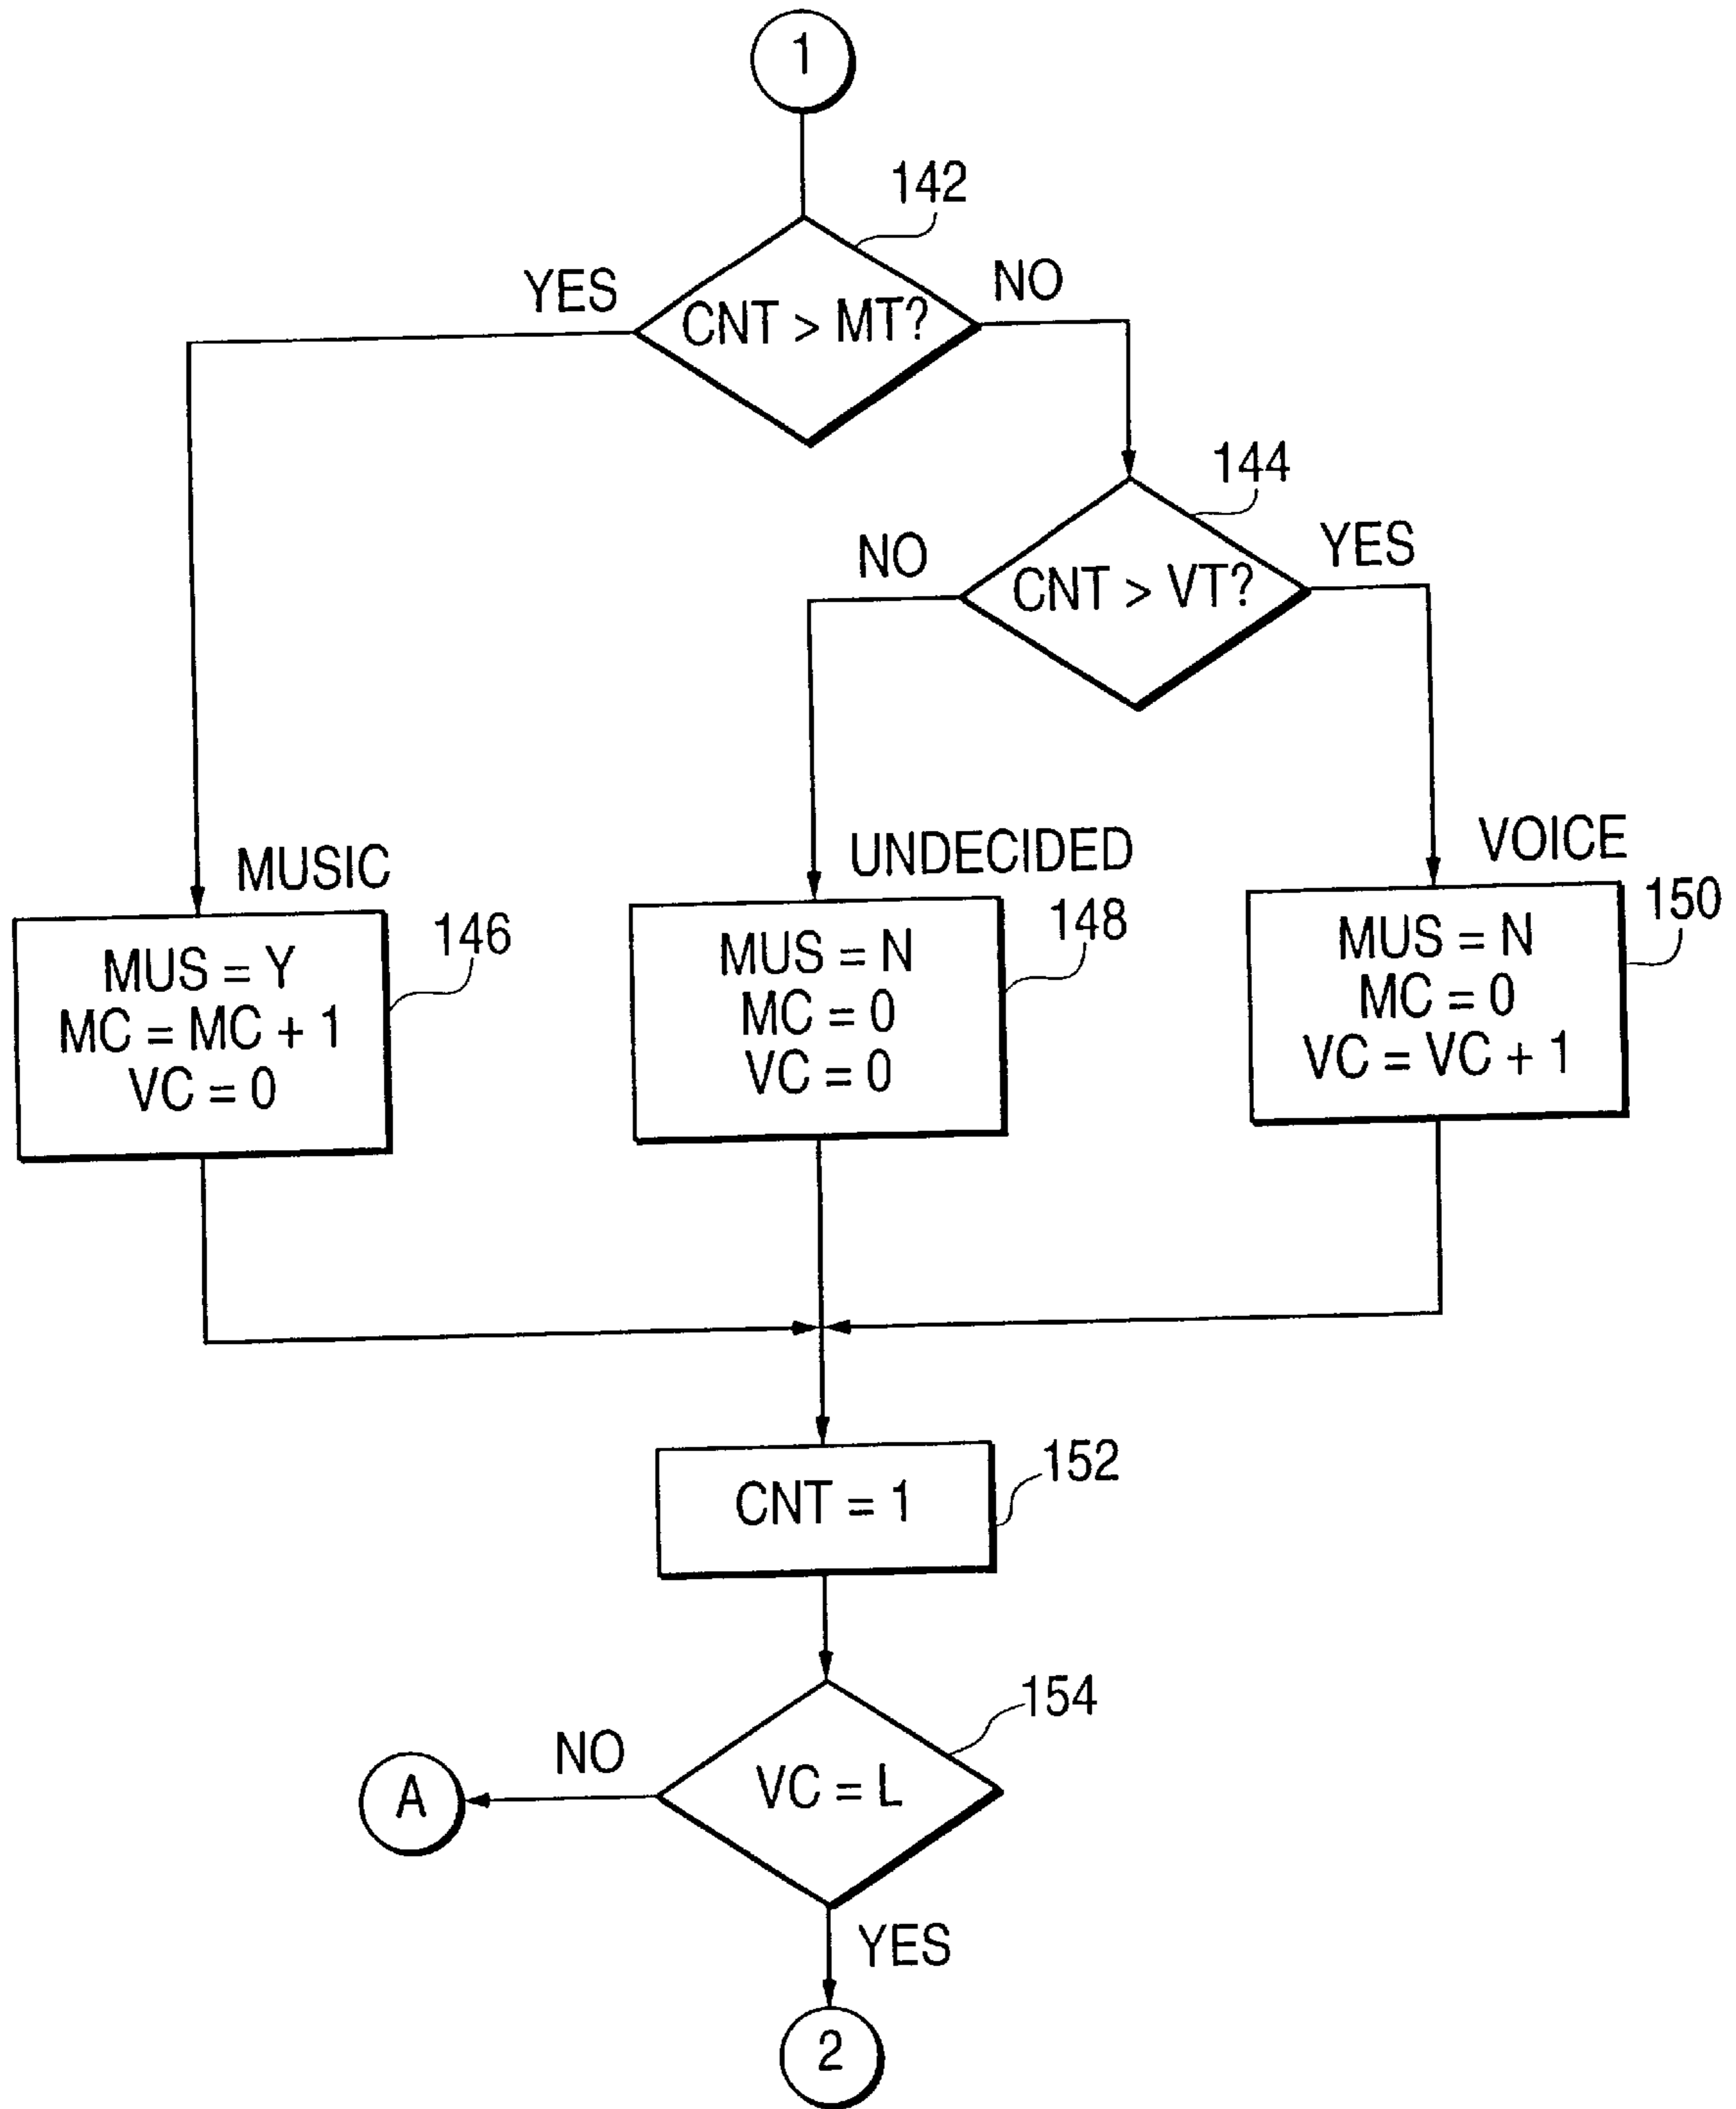 1
142
YES
NO
CNT > MT?
144
NO
YES
CNT > VT?
MUSIC
UNDECIDED
VOICE
146
MUS = Y
MC = MC + 1
VC = 0
148
MUS = N
MC = 0
VC = 0
150
MUS = N
MC = 0
VC = VC + 1
152
CNT = 1
154
NO
A
VC = L
YES
2